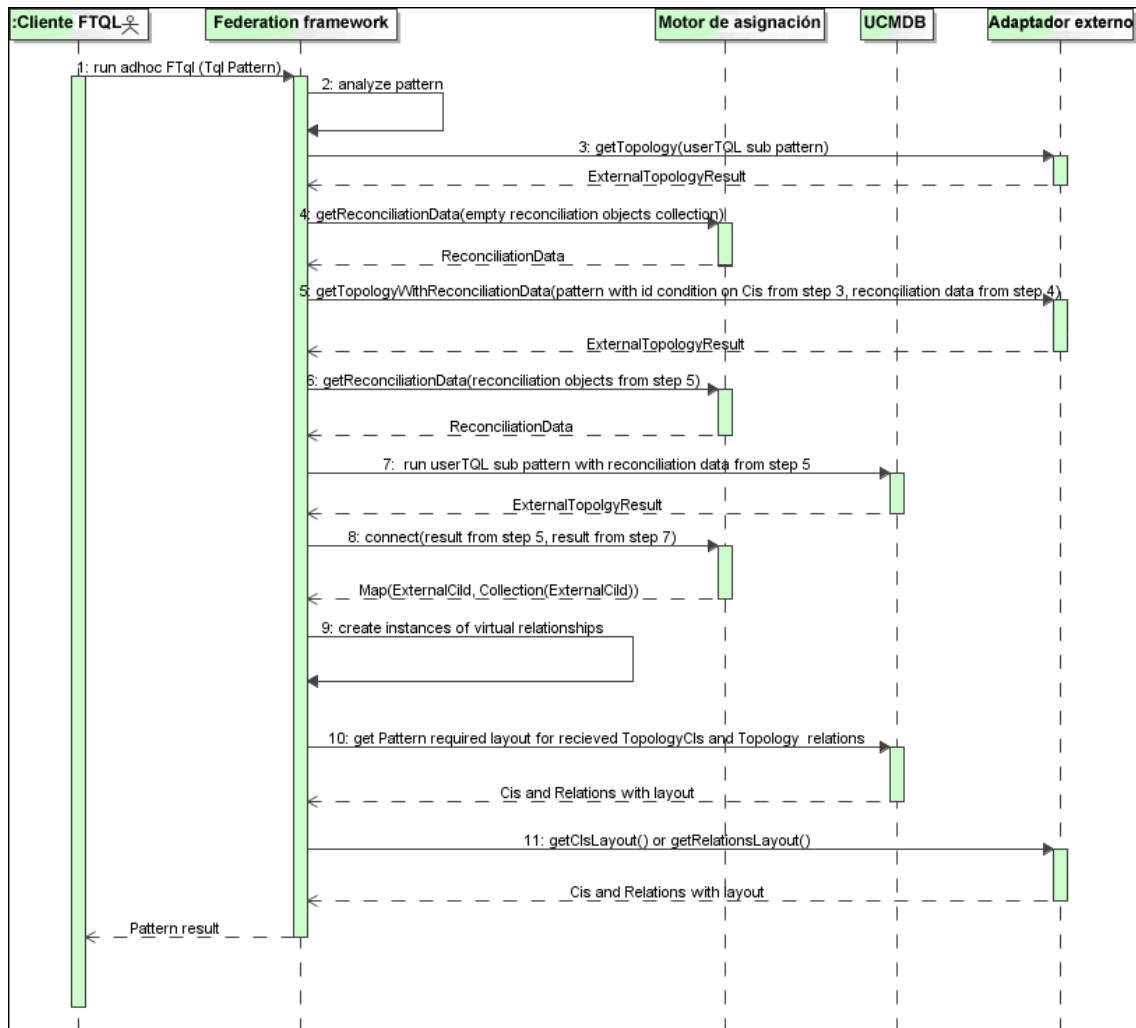 :Cliente FTQL
Federation framework
Motor de asignación
UCMDB
Adaptador externo
1: run adhoc FTql (Tql Pattern)
2: analyze pattern
3: getTopology(userTQL sub pattern)
ExternalTopologyResult
4: getReconciliationData(empty reconciliation objects collection)
ReconciliationData
5: getTopologyWithReconciliationData(pattern with id condition on Cis from step 3, reconciliation data from step 4)
ExternalTopologyResult
6: getReconciliationData(reconciliation objects from step 5)
ReconciliationData
7: run userTQL sub pattern with reconciliation data from step 5
ExternalTopolgyResult
8: connect(result from step 5, result from step 7)
Map(ExternalCiId, Collection(ExternalCiId))
9: create instances of virtual relationships
10: get Pattern required layout for recieved TopologyCIs and Topology relations
Cis and Relations with layout
11: getCIsLayout() or getRelationsLayout()
Cis and Relations with layout
Pattern result